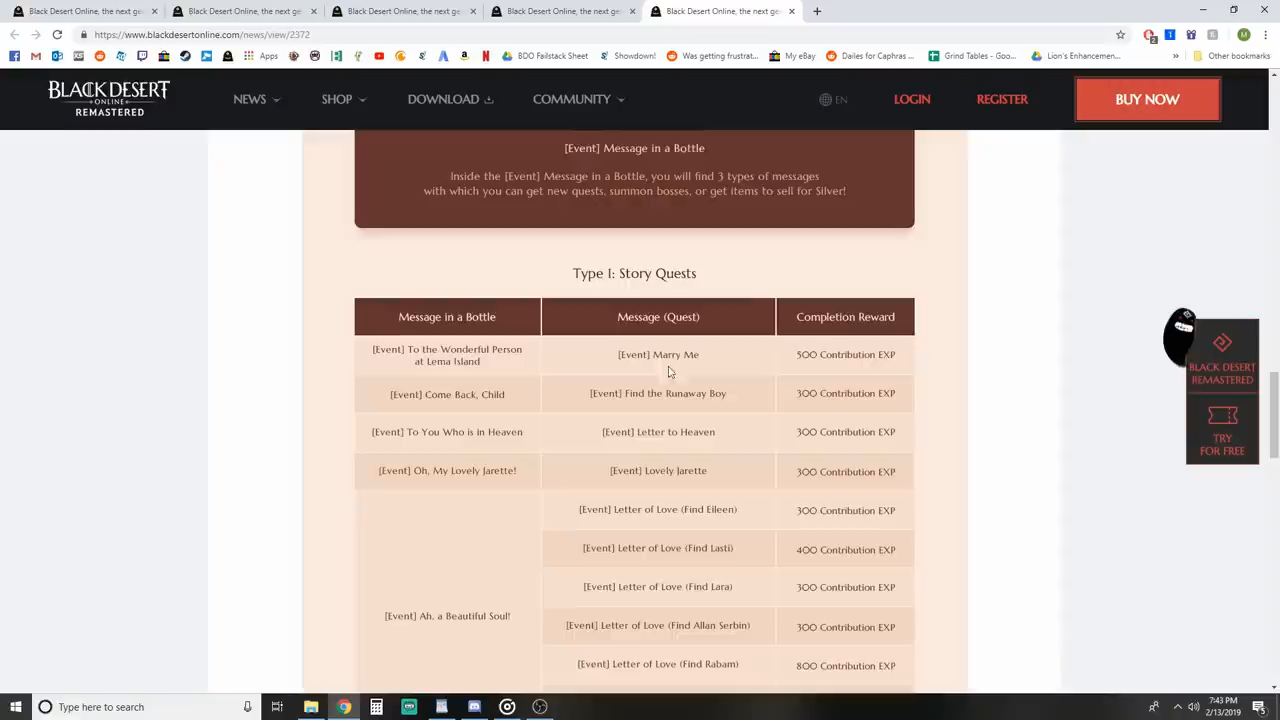 Black Desert Online, the next ge
Black Desert Online, the next ge
Black Desert Online, the next ge
Black Desert Online, the next ge
Black Desert Online, the next ge
https://www.blackdesertonline.com/news/view/2372
Apps
BDO Failstack Sheet
Showdown!
Was getting frustrat...
My eBay
Dailes for Caphras ...
Grind Tables - Goo...
Lion's Enhancemen...
Other bookmarks
BLACK DESERT
ONLINE
REMASTERED
NEWS
SHOP
DOWNLOAD
COMMUNITY
EN
LOGIN
REGISTER
BUY NOW
[Event] Message in a Bottle
Inside the [Event] Message in a Bottle, you will find 3 types of messages
with which you can get new quests, summon bosses, or get items to sell for Silver!
Type 1: Story Quests
Message in a Bottle
Message (Quest)
Completion Reward
[Event] To the Wonderful Person
at Lema Island
[Event] Marry Me
500 Contribution EXP
[Event] Come Back, Child
[Event] Find the Runaway Boy
300 Contribution EXP
[Event] To You Who is in Heaven
[Event] Letter to Heaven
300 Contribution EXP
[Event] Oh, My Lovely Jarette!
[Event] Lovely Jarette
300 Contribution EXP
[Event] Ah, a Beautiful Soul!
[Event] Letter of Love (Find Eileen)
300 Contribution EXP
[Event] Letter of Love (Find Lasti)
400 Contribution EXP
[Event] Letter of Love (Find Lara)
300 Contribution EXP
[Event] Letter of Love (Find Allan Serbin)
300 Contribution EXP
[Event] Letter of Love (Find Rabam)
800 Contribution EXP
BLACK DESERT
REMASTERED
TRY
FOR FREE
Type here to search
7:43 PM
2/13/2019